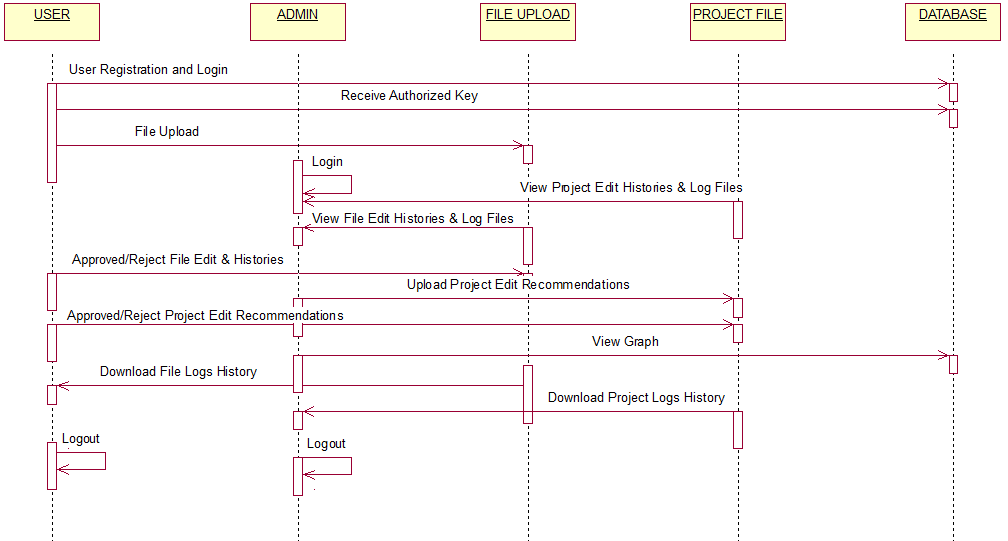 USER
ADMIN
FILE UPLOAD
PROJECT FILE
DATABASE
User Registration and Login
Receive Authorized Key
File Upload
Login
View Project Edit Histories & Log Files
View File Edit Histories & Log Files
Approved/Reject File Edit & Histories
Upload Project Edit Recommendations
Approved/Reject Project Edit Recommendations
View Graph
Download File Logs History
Download Project Logs History
Logout
Logout